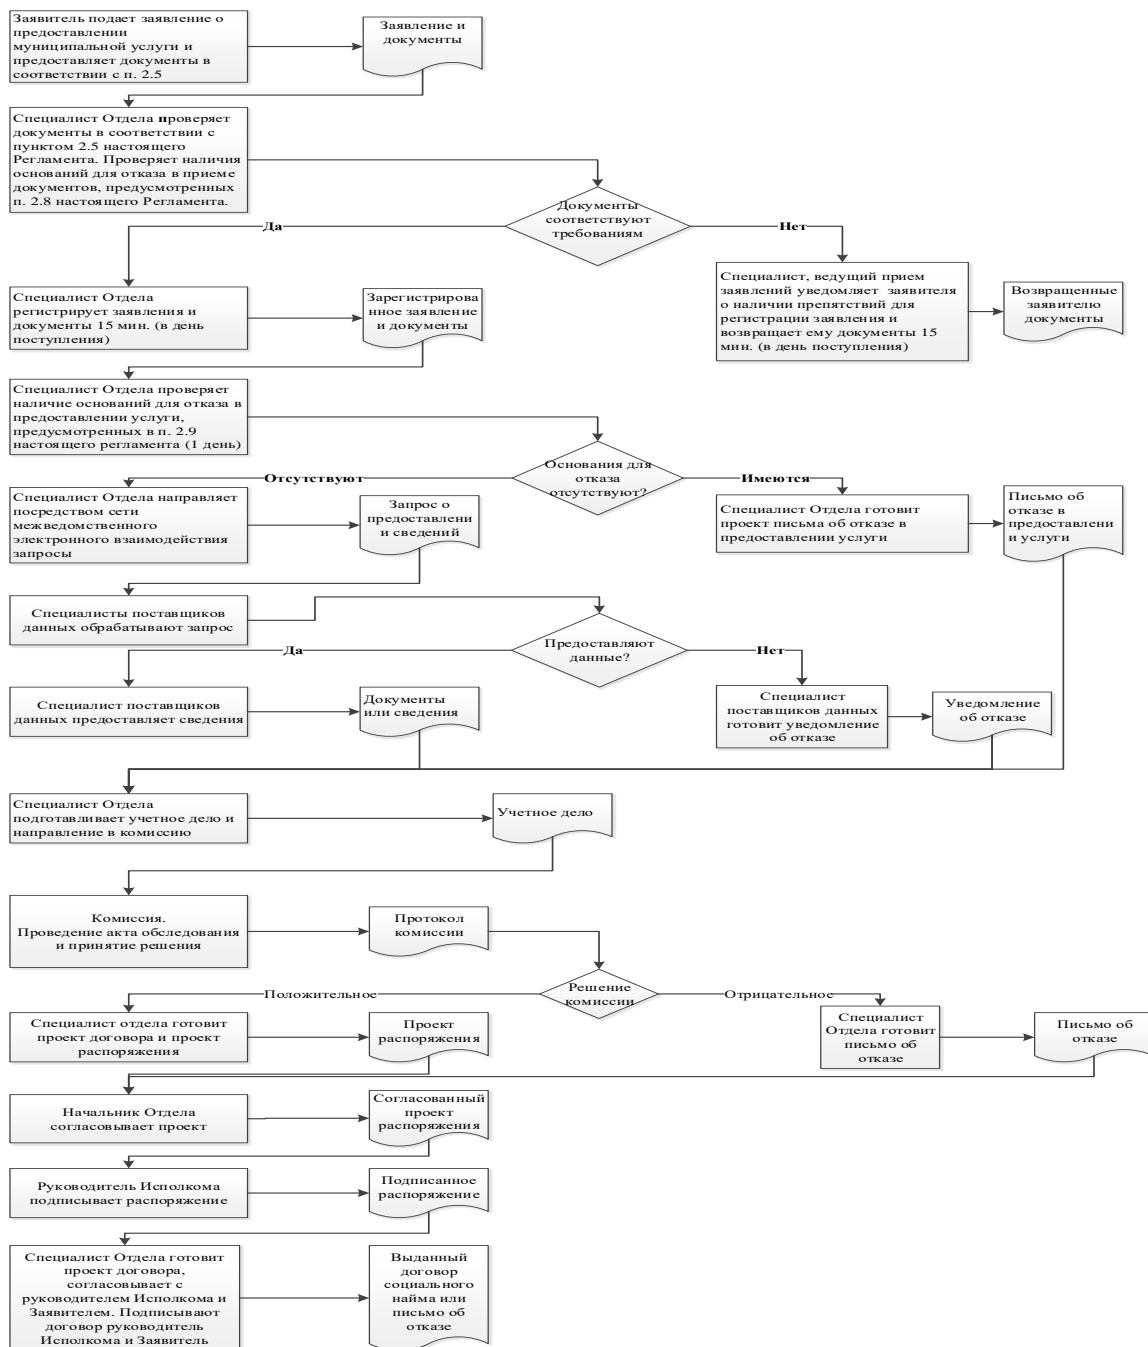 Заявитель подает заявление о
предоставлении
муниципальной услуги и
предоставляет документы в
соответствии с п. 2.5
Заявление и
документы
Специалист Отдела проверяет
документы в соответствии с
пунктом 2.5 настоящего
Регламента. Проверяет наличия
оснований для отказа в приеме
документов, предусмотренных
п. 2.8 настоящего Регламента.
Документы
соответствуют
требованиям
Да
Нет
Специалист Отдела
регистрирует заявления и
документы 15 мин. (в день
поступления)
Зарегистрирова
нное заявление
и документы
Специалист, ведущий прием
заявлений уведомляет заявителя
о наличии препятствий для
регистрации заявления и
возвращает ему документы 15
мин. (в день поступления)
Возвращенные
заявителю
документы
Специалист Отдела проверяет
наличие оснований для отказа в
предоставлении услуги,
предусмотренных в п. 2.9
настоящего регламента (1 день)
Основания для
отказа
отсутствуют?
Отсутствуют
Имеются
Специалист Отдела направляет
посредством сети
межведомственного
электронного взаимодействия
запросы
Запрос о
предоставлени
и сведений
Специалист Отдела готовит
проект письма об отказе в
предоставлении услуги
Письмо об
отказе в
предоставлени
и услуги
Специалисты поставщиков
данных обрабатывают запрос
Предоставляют
данные?
Да
Нет
Специалист поставщиков
данных предоставляет сведения
Документы
или сведения
Специалист
поставщиков данных
готовит уведомление
об отказе
Уведомление
об отказе
Специалист Отдела
подготавливает учетное дело и
направление в комиссию
Учетное дело
Комиссия.
Проведение акта обследования
и принятие решения
Протокол
комиссии
Решение
комиссии
Положительное
Отрицательное
Специалист отдела готовит
проект договора и проект
распоряжения
Проект
распоряжения
Специалист
Отдела готовит
письмо об
отказе
Письмо об
отказе
Начальник Отдела
согласовывает проект
Согласованный
проект
распоряжения
Руководитель Исполкома
подписывает распоряжение
Подписанное
распоряжение
Специалист Отдела готовит
проект договора,
согласовывает с
руководителем Исполкома и
Заявителем. Подписывают
договор руководитель
Исполкома и Заявитель
Выданный
договор
социального
найма или
письмо об
отказе